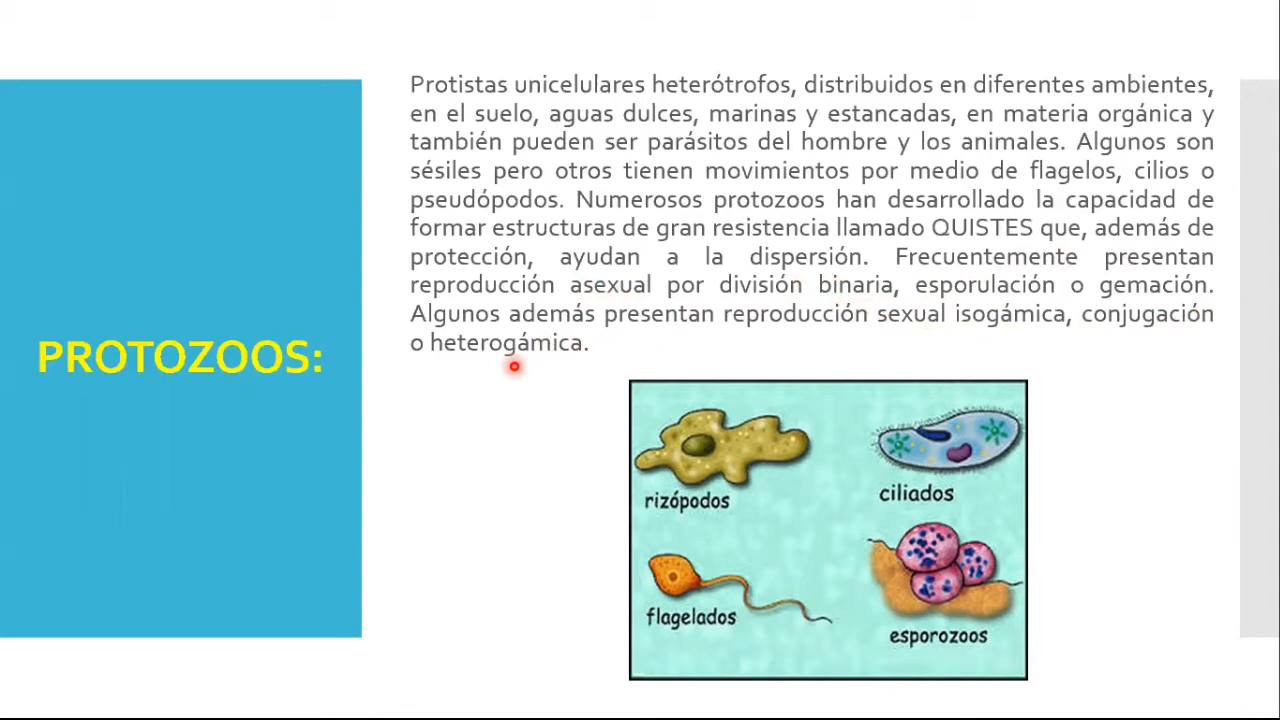 PROTOZOOS:
Protistas unicelulares heterótrofos, distribuidos en diferentes ambientes,
en el suelo, aguas dulces, marinas y estancadas, en materia orgánica y
también pueden ser parásitos del hombre y los animales. Algunos son
sésiles pero otros tienen movimientos por medio de flagelos, cilios o
pseudópodos. Numerosos protozoos han desarrollado la capacidad de
formar estructuras de gran resistencia llamado QUISTES que, además de
protección, ayudan a la dispersión. Frecuentemente presentan
reproducción asexual por división binaria, esporulación o gemación.
Algunos además presentan reproducción sexual isogámica, conjugación
o heterogámica.
rizópodos
ciliados
flagelados
esporozoos